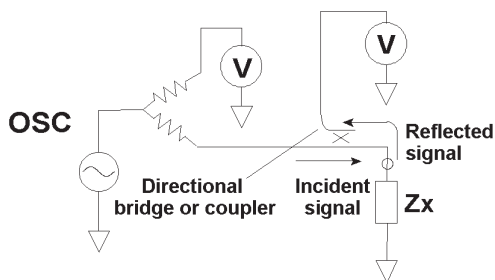 V
V
OSC
Reflected
signal
Directional
bridge or coupler
Incident
signal
Zx